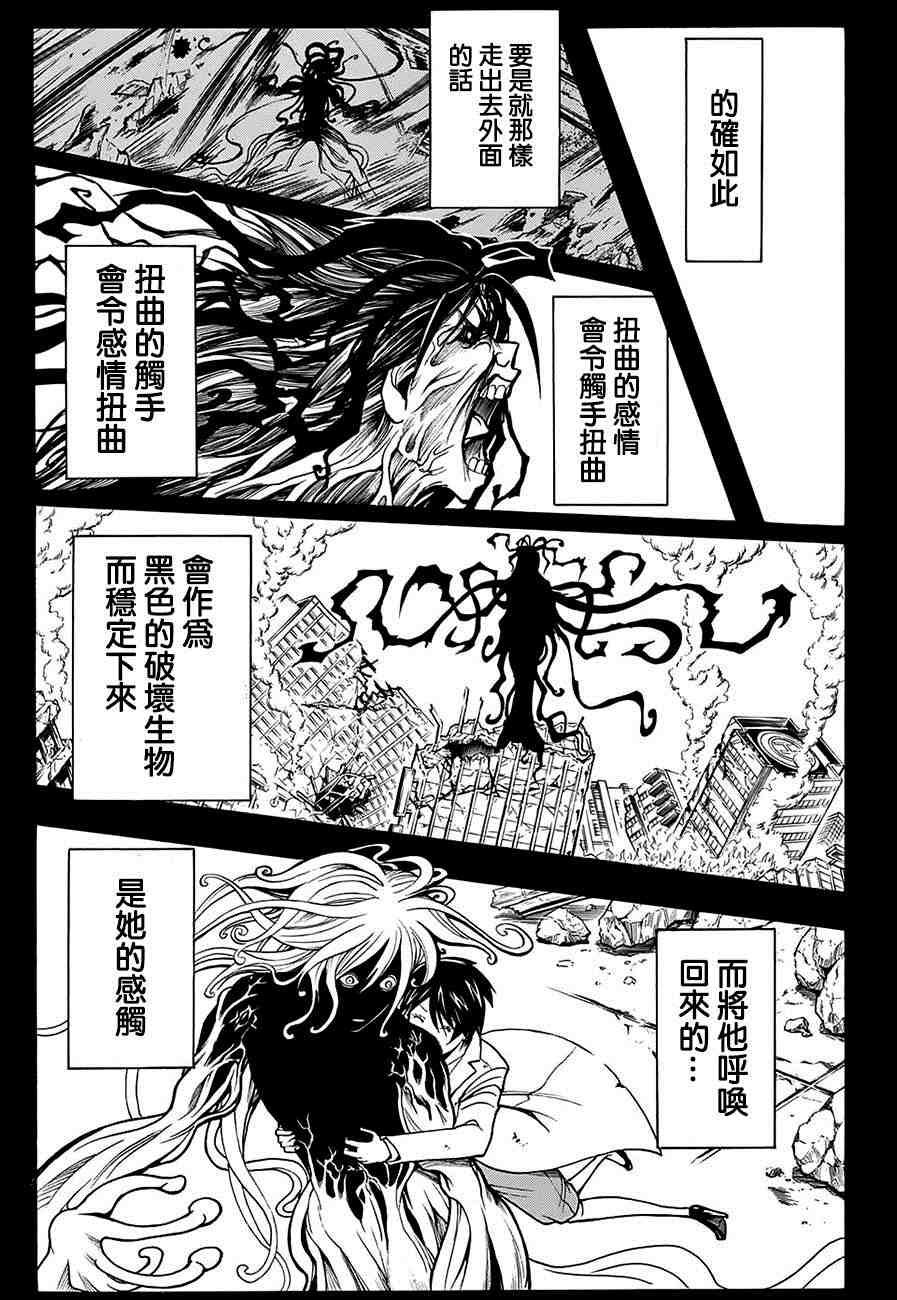 的確如此
要是就那樣
走出去外面
的話
扭曲的感情
會令觸手扭曲
扭曲的觸手
會令感情扭曲
會作為
黑色的破壞生物
而穩定下來
而將他呼喚
回來的…
是她的感觸